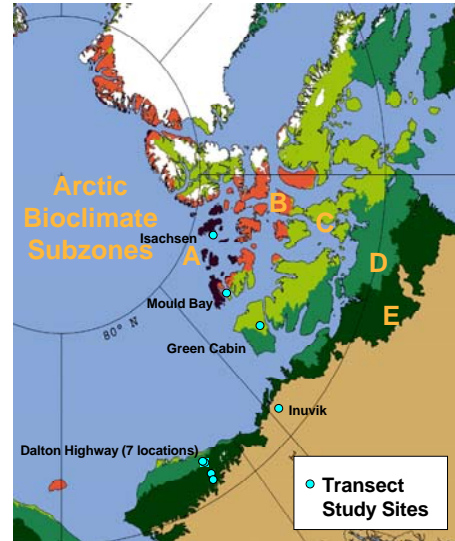 Arctic
Bioclimate
Subzones
A
B
C
D
E
Isachsen
Mould Bay
80° N
Green Cabin
Inuvik
Dalton Highway (7 locations)
Transect
Study Sites